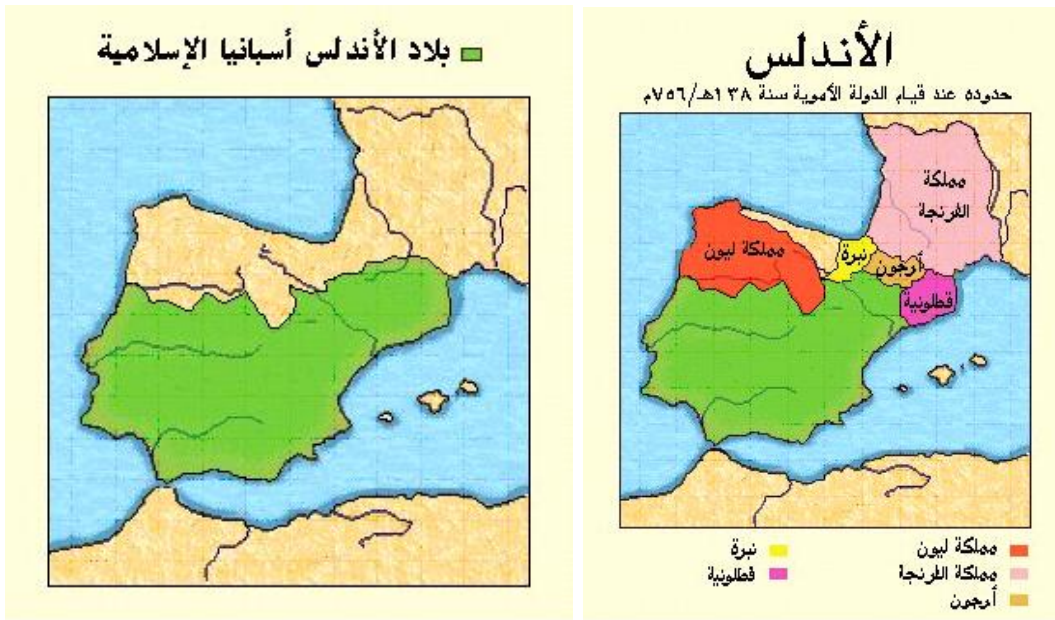 بلاد الأندلس أسبانيا الإسلامية
الأندلس
حدوده عند قيام الدولة الأموية سنة ١٣٨هـ/٧٥٦م
مملكة
الفرنجة
مملكة ليون
نبرة
أرجون
قطلونية
مملكة ليون
نبرة
مملكة الفرنجة
قطلونية
أرجون